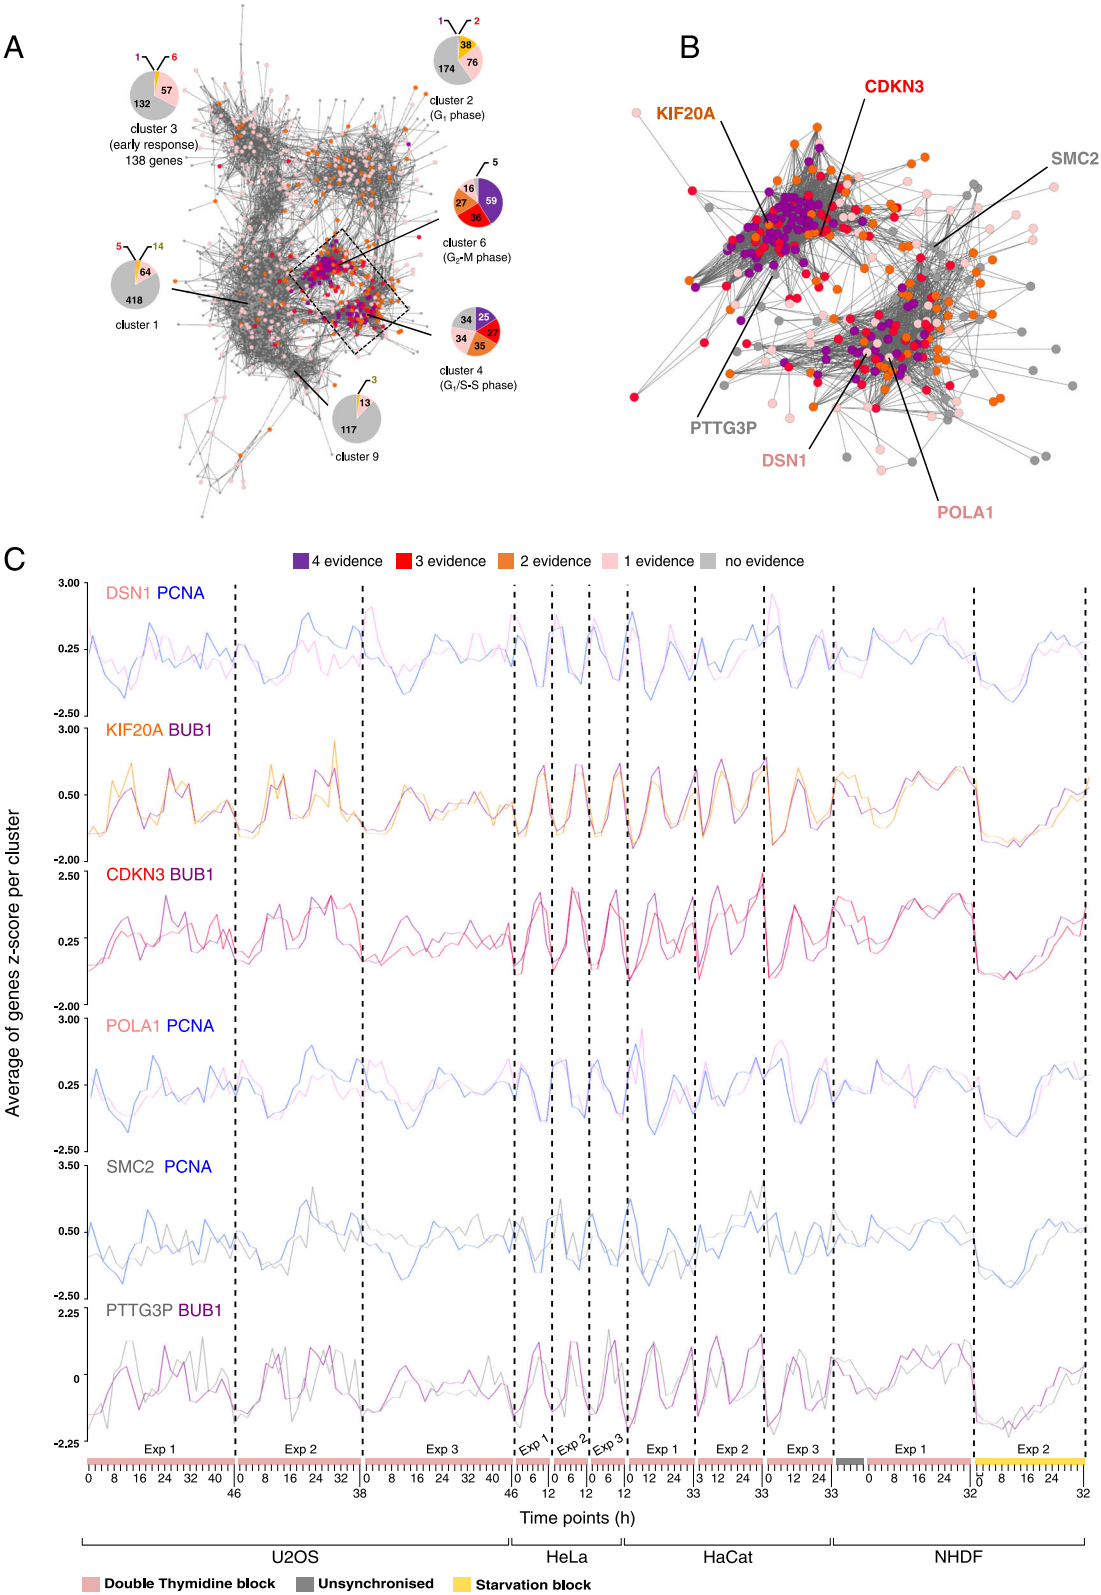 A
B
1 6
57
132
cluster 3
(early response)
138 genes
1 2
38
76
174
cluster 2
(G1 phase)
5
16
59
27
36
cluster 6
(G2-M phase)
5 14
64
418
cluster 1
34 25
27
34
35
cluster 4
(G1/S-S phase)
3
13
117
cluster 9
CDKN3
KIF20A
SMC2
PTTG3P
DSN1
POLA1
C
4 evidence 3 evidence 2 evidence 1 evidence no evidence
Average of genes z-score per cluster
3.00
DSN1 PCNA
0.25
-2.50
3.00
KIF20A BUB1
0.50
-2.00
2.50
CDKN3 BUB1
0.25
-2.00
3.00
POLA1 PCNA
0.25
-2.50
3.50
SMC2 PCNA
0.50
-2.50
2.25
PTTG3P BUB1
0
-2.25
Exp 1 Exp 2 Exp 3 Exp 1 Exp 2 Exp 3 Exp 1 Exp 2 Exp 3 Exp 1 Exp 2
0 8 16 24 32 40 0 8 16 24 32 0 8 16 24 32 40 0 6 0 6 0 6 0 12 24 3 12 24 0 12 24 0 8 16 24 8 16 24
46 38 46 12 12 12 33 33 33 32 32
Time points (h)
U2OS HeLa HaCat NHDF
Double Thymidine block Unsynchronised Starvation block